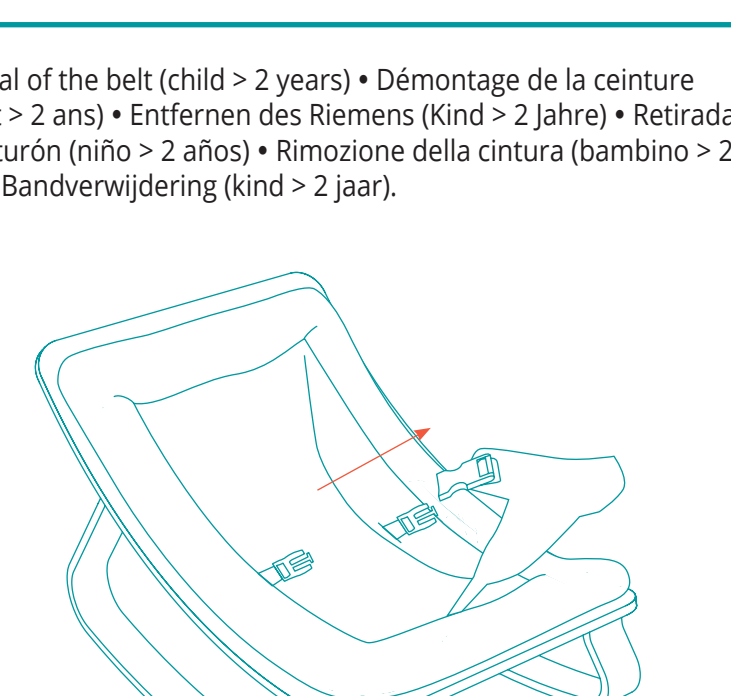 al of the belt (child > 2 years) • Démontage de la ceinture
t > 2 ans) • Entfernen des Riemens (Kind > 2 Jahre) • Retirada
turón (niño > 2 años) • Rimozione della cintura (bambino > 2
Bandverwijdering (kind > 2 jaar).